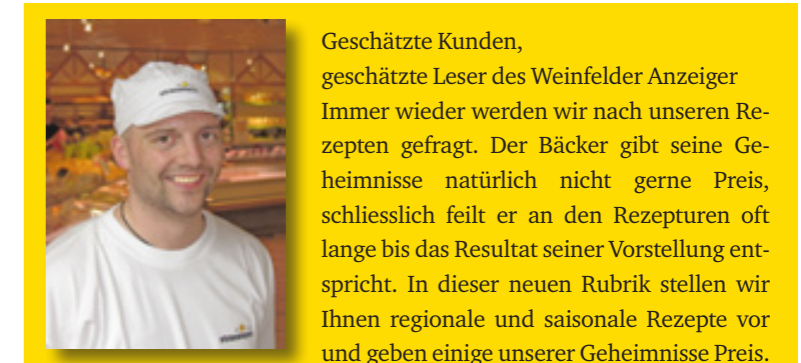 Geschätzte Kunden,
geschätzte Leser des Weinfelder Anzeiger
Immer wieder werden wir nach unseren Re-
zepten gefragt. Der Bäcker gibt seine Ge-
heimnisse natürlich nicht gerne Preis,
schliesslich feilt er an den Rezepturen oft
lange bis das Resultat seiner Vorstellung ent-
spricht. In dieser neuen Rubrik stellen wir
Ihnen regionale und saisonale Rezepte vor
und geben einige unserer Geheimnisse Preis.